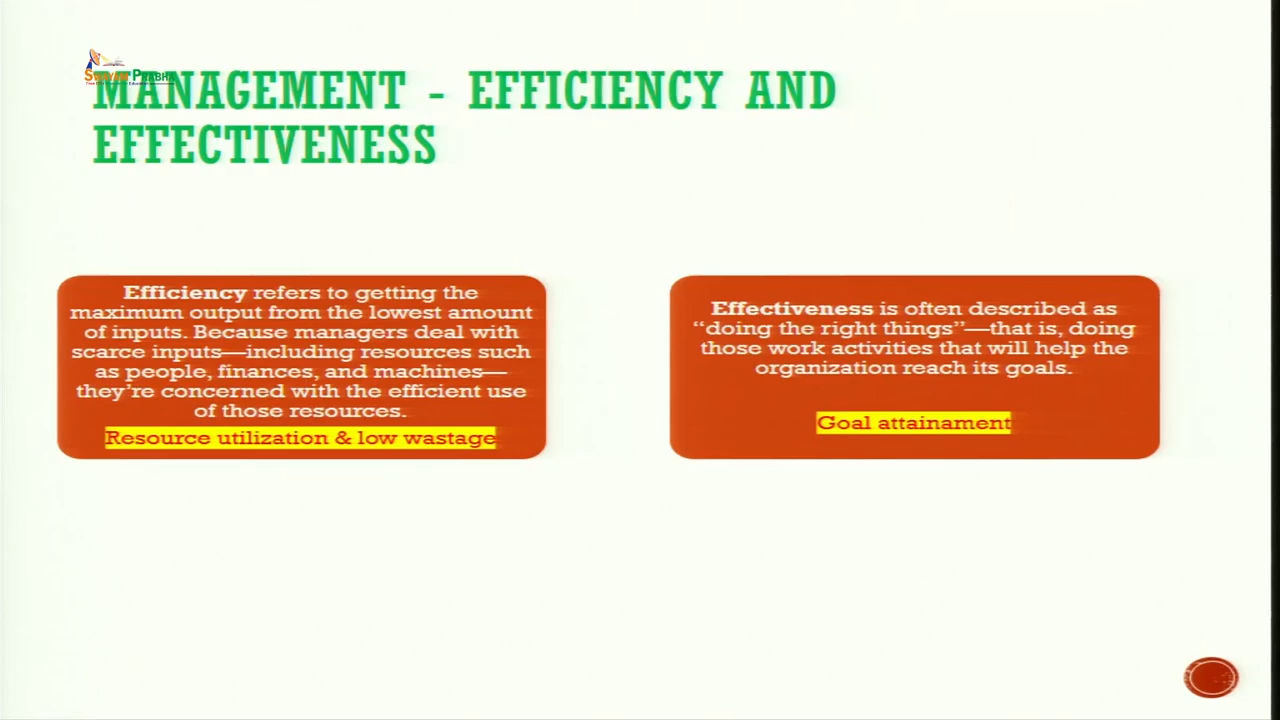 SWAYAM PRABHA
MANAGEMENT - EFFICIENCY AND
EFFECTIVENESS
Efficiency refers to getting the
maximum output from the lowest amount
of inputs. Because managers deal with
scarce inputs—including resources such
as people, finances, and machines—
they're concerned with the efficient use
of those resources.
Resource utilization & low wastage
Effectiveness is often described as
“doing the right things”—that is, doing
those work activities that will help the
organization reach its goals.
Goal attainament